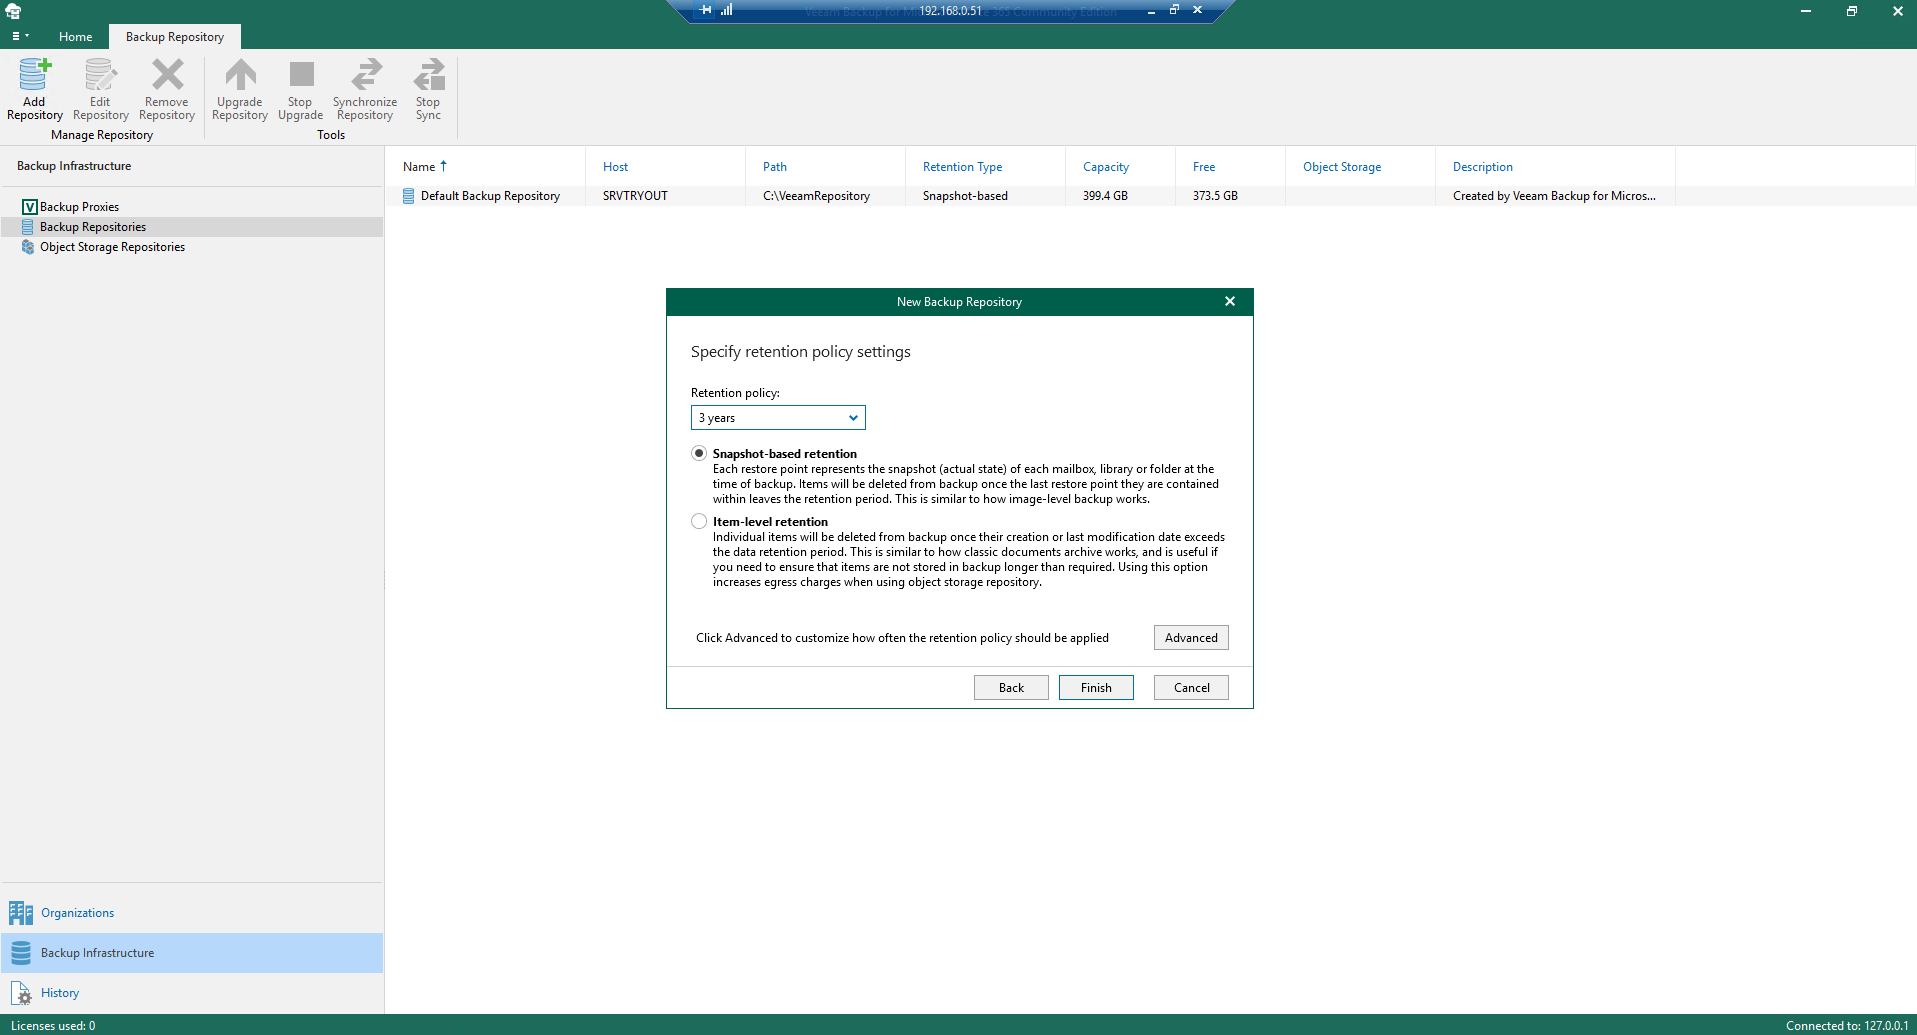 192.168.0.51
Veeam Backup for Microsoft 365 Community Edition
Home
Backup Repository
Add Repository
Edit Repository
Remove Repository
Upgrade Repository
Stop Upgrade
Synchronize Repository
Stop Sync
Manage Repository
Tools
Backup Infrastructure
Backup Proxies
Backup Repositories
Object Storage Repositories
Name Host Path Retention Type Capacity Free Object Storage Description
Default Backup Repository SRVTRYOUT C:\VeeamRepository Snapshot-based 399.4 GB 373.5 GB Created by Veeam Backup for Micros...
New Backup Repository
Specify retention policy settings
Retention policy:
3 years
Snapshot-based retention
Each restore point represents the snapshot (actual state) of each mailbox, library or folder at the
time of backup. Items will be deleted from backup once the last restore point they are contained
within leaves the retention period. This is similar to how image-level backup works.
Item-level retention
Individual items will be deleted from backup once their creation or last modification date exceeds
the data retention period. This is similar to how classic documents archive works, and is useful if
you need to ensure that items are not stored in backup longer than required. Using this option
increases egress charges when using object storage repository.
Click Advanced to customize how often the retention policy should be applied
Advanced
Back
Finish
Cancel
Organizations
Backup Infrastructure
History
Licenses used: 0
Connected to: 127.0.0.1